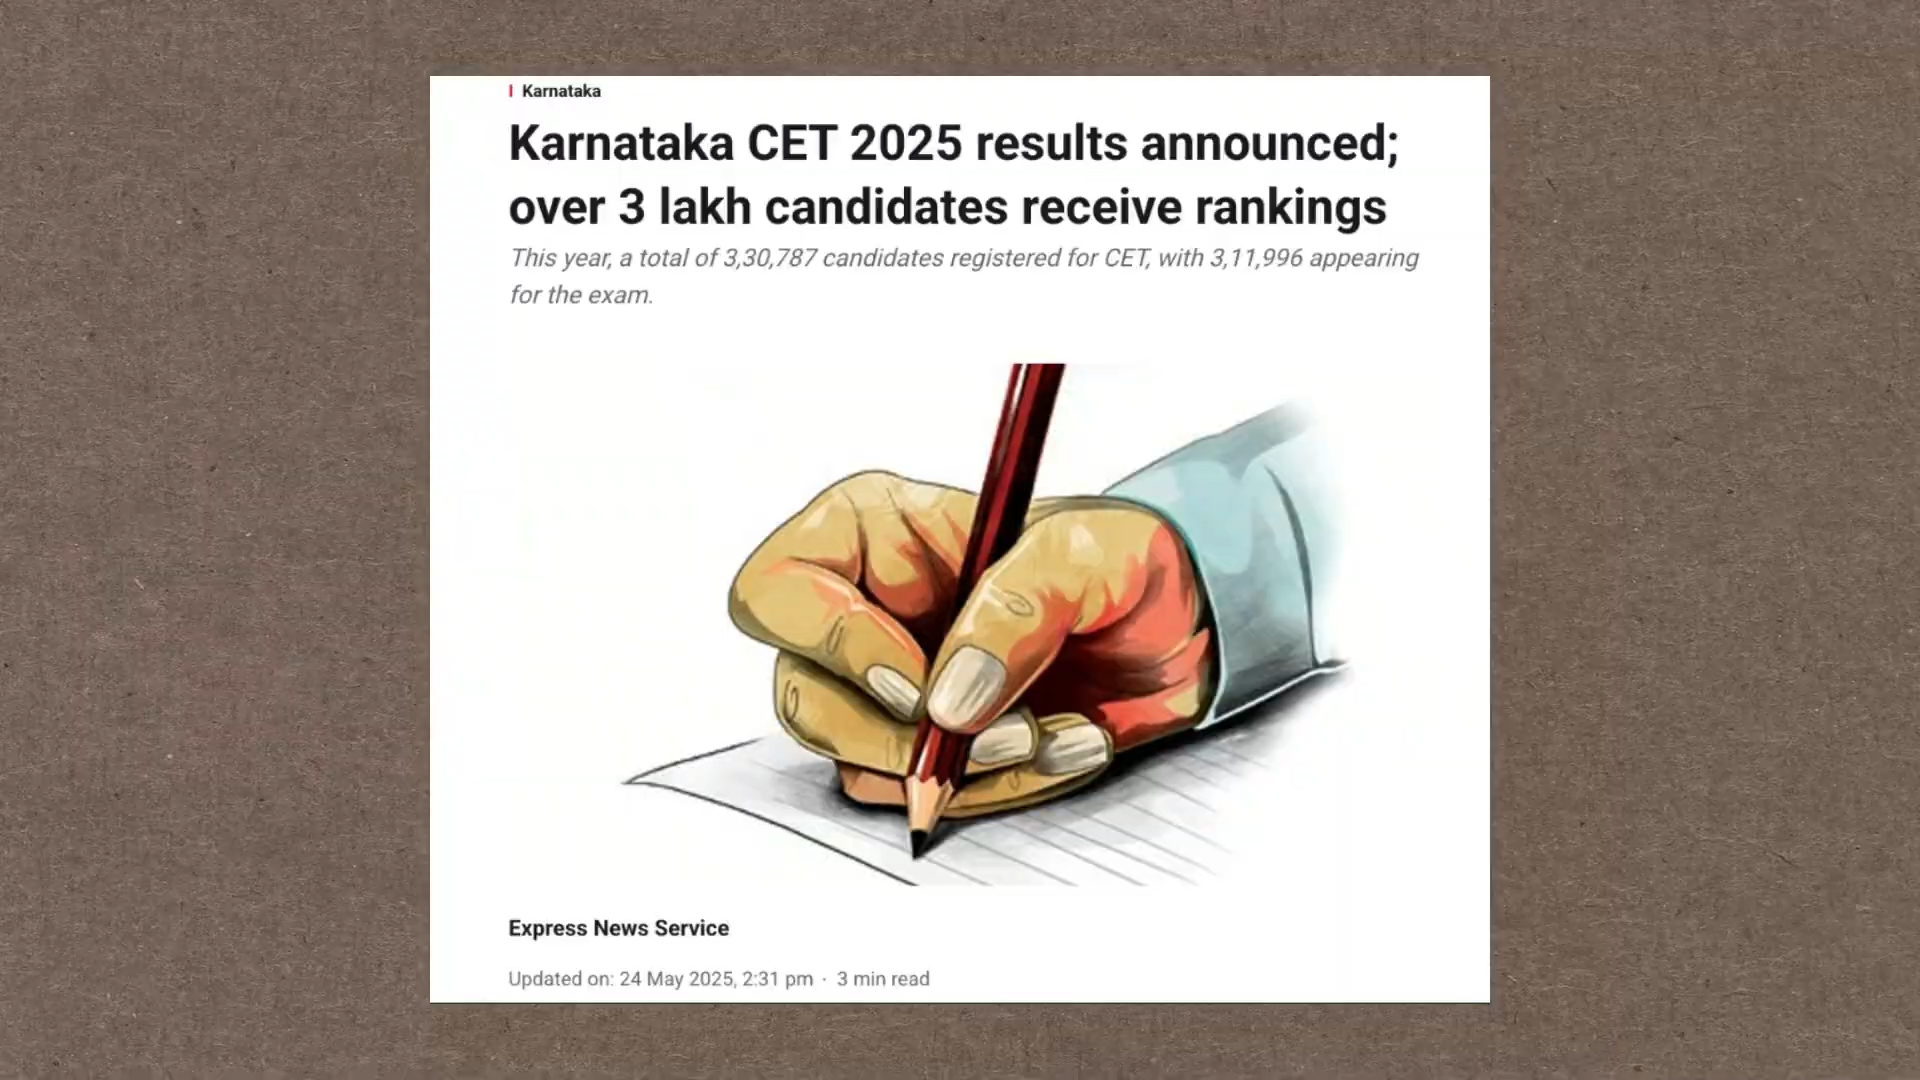 Karnataka
Karnataka CET 2025 results announced;
over 3 lakh candidates receive rankings
This year, a total of 3,30,787 candidates registered for CET, with 3,11,996 appearing
for the exam.
Express News Service
Updated on: 24 May 2025, 2:31 pm · 3 min read